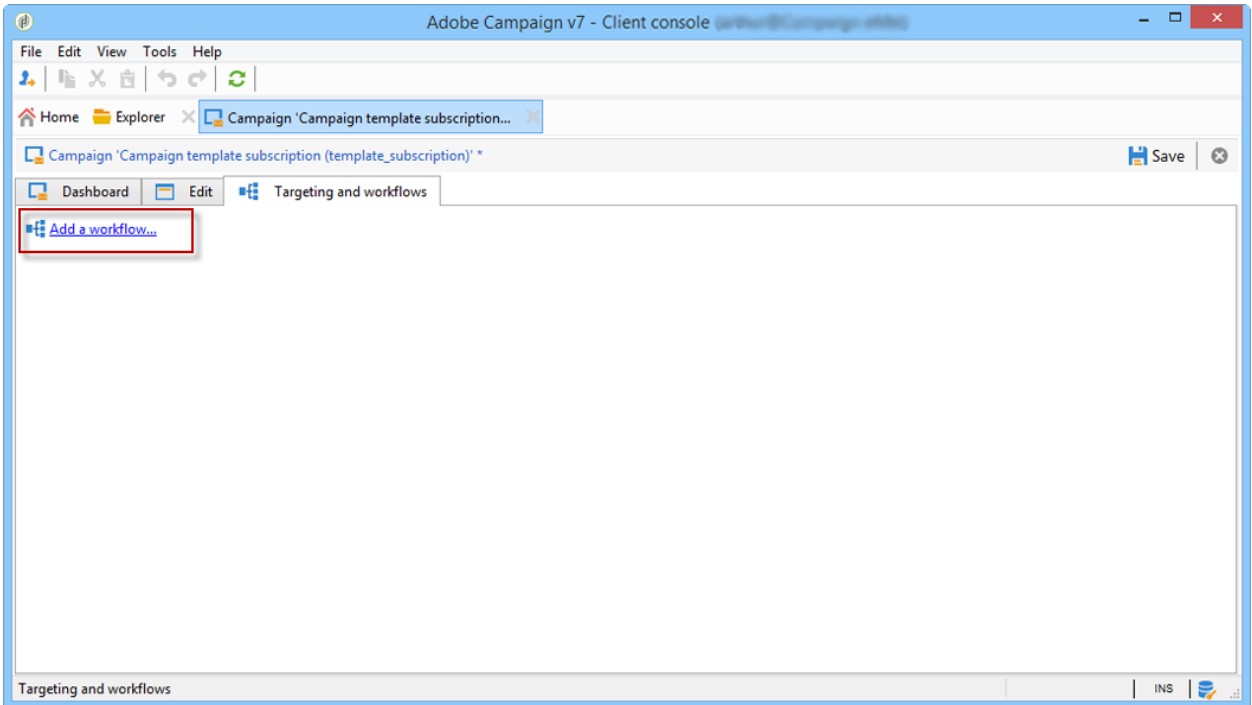 Adobe Campaign v7 - Client console
File Edit View Tools Help
Home Explorer Campaign 'Campaign template subscription...
Campaign 'Campaign template subscription (template_subscription)' * Save
Dashboard Edit Targeting and workflows
Add a workflow...
Targeting and workflows INS